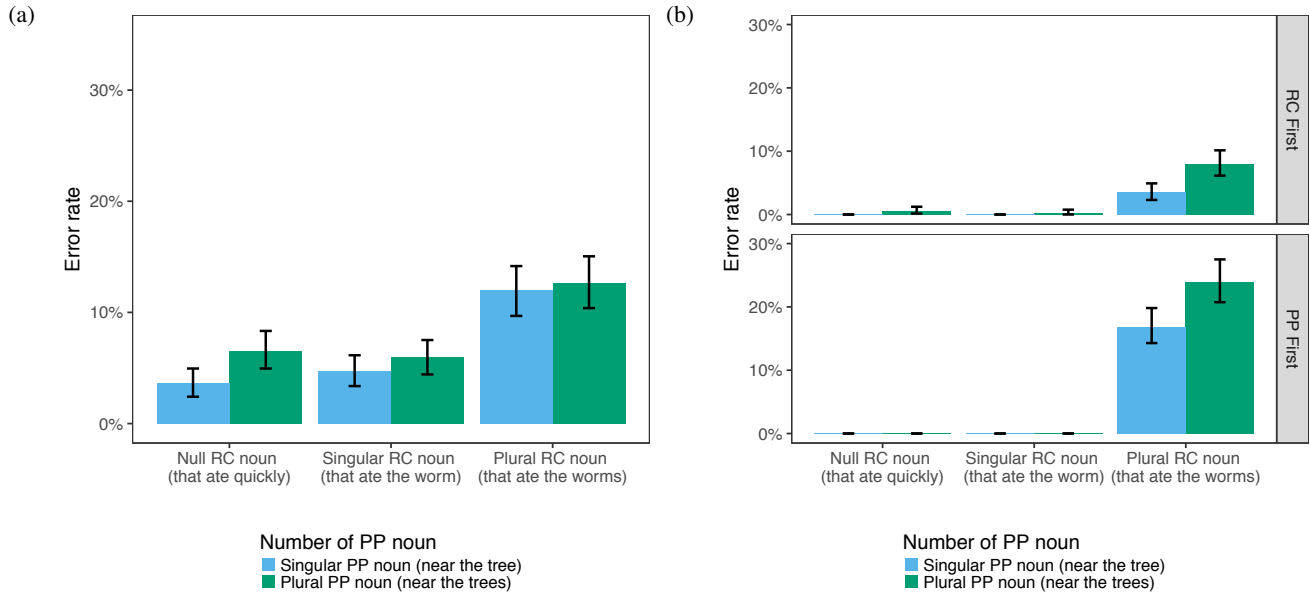 (a)
30%
20%
10%
0%
Error rate
Null RC noun
(that ate quickly)
Singular RC noun
(that ate the worm)
Plural RC noun
(that ate the worms)
Number of PP noun
Singular PP noun (near the tree)
Plural PP noun (near the trees)
(b)
30%
20%
10%
0%
RC First
30%
20%
10%
0%
PP First
Error rate
Null RC noun
(that ate quickly)
Singular RC noun
(that ate the worm)
Plural RC noun
(that ate the worms)
Number of PP noun
Singular PP noun (near the tree)
Plural PP noun (near the trees)